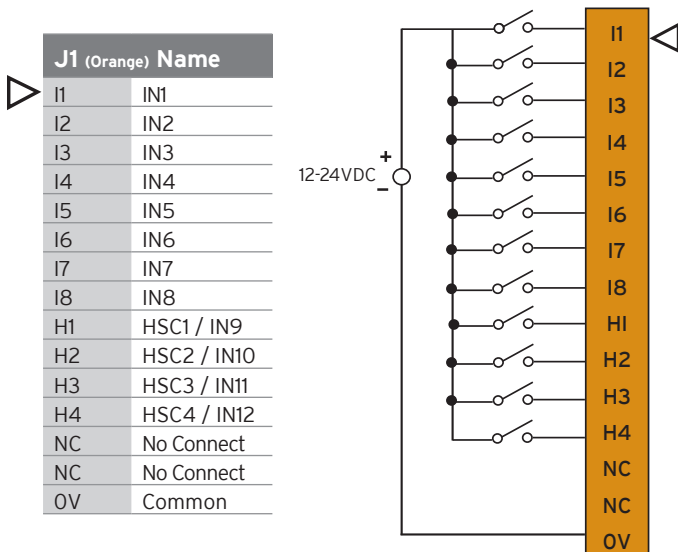 J1 (Orange) Name
I1 IN1
I2 IN2
I3 IN3
I4 IN4
I5 IN5
I6 IN6
I7 IN7
I8 IN8
H1 HSC1 / IN9
H2 HSC2 / IN10
H3 HSC3 / IN11
H4 HSC4 / IN12
NC No Connect
NC No Connect
0V Common
+
12-24VDC
–
I1
I2
I3
I4
I5
I6
I7
I8
HI
H2
H3
H4
NC
NC
0V